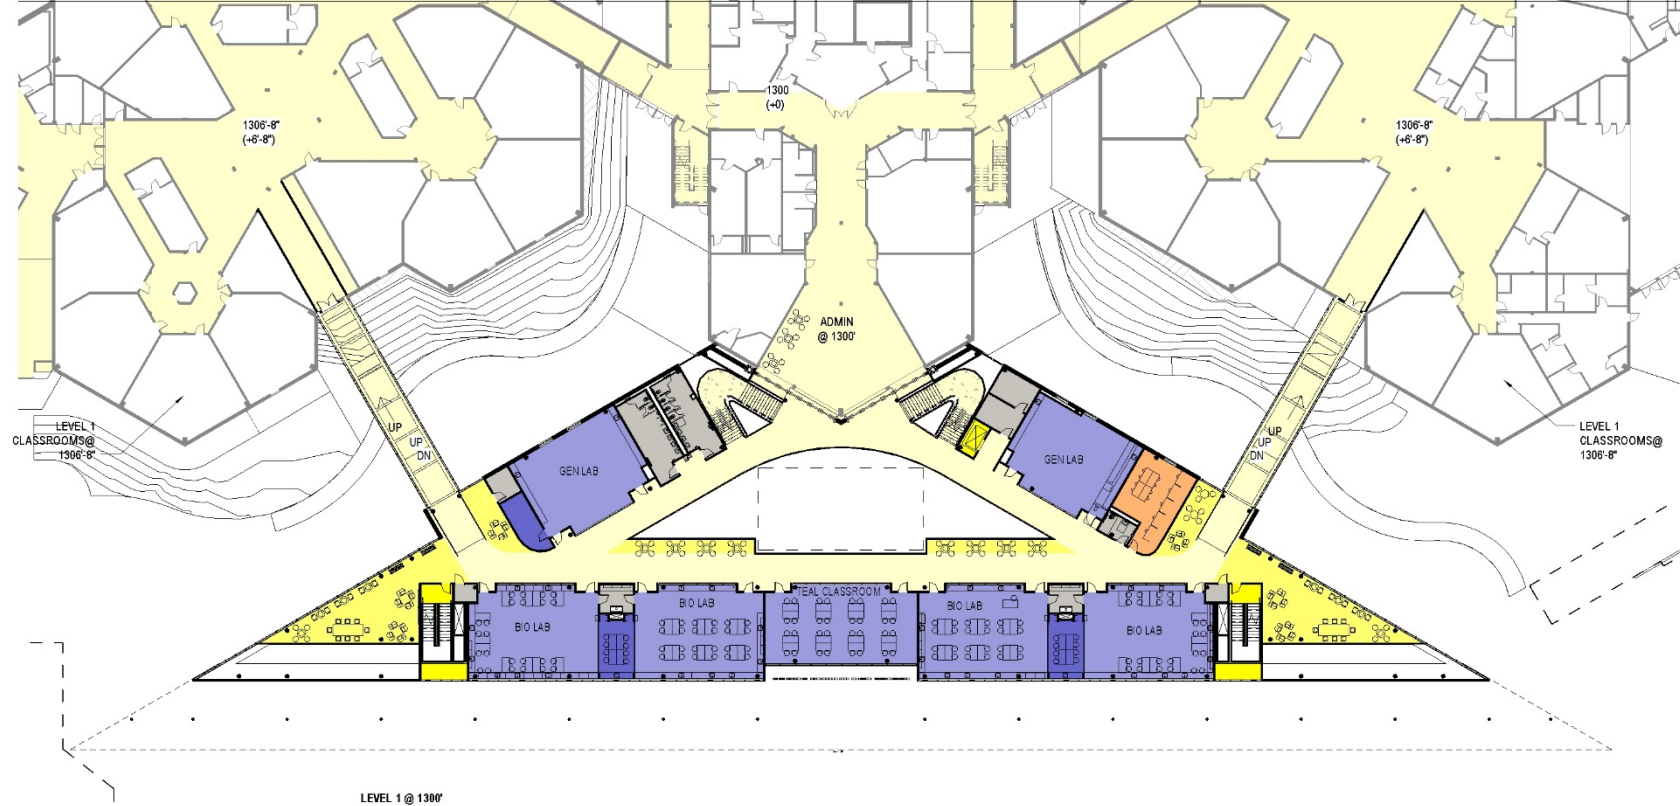 1300
(+0)
1306'-8"
(+6'-8")
1306'-8"
(+6'-8")
ADMIN
@ 1300'
LEVEL 1
CLASSROOMS@
1306'-8"
UP
UP
DN
GEN LAB
GEN LAB
UP
UP
DN
LEVEL 1
CLASSROOMS@
1306'-8"
BIO LAB
BIO LAB
TEAL CLASSROOM
BIO LAB
BIO LAB
LEVEL 1 @ 1300'